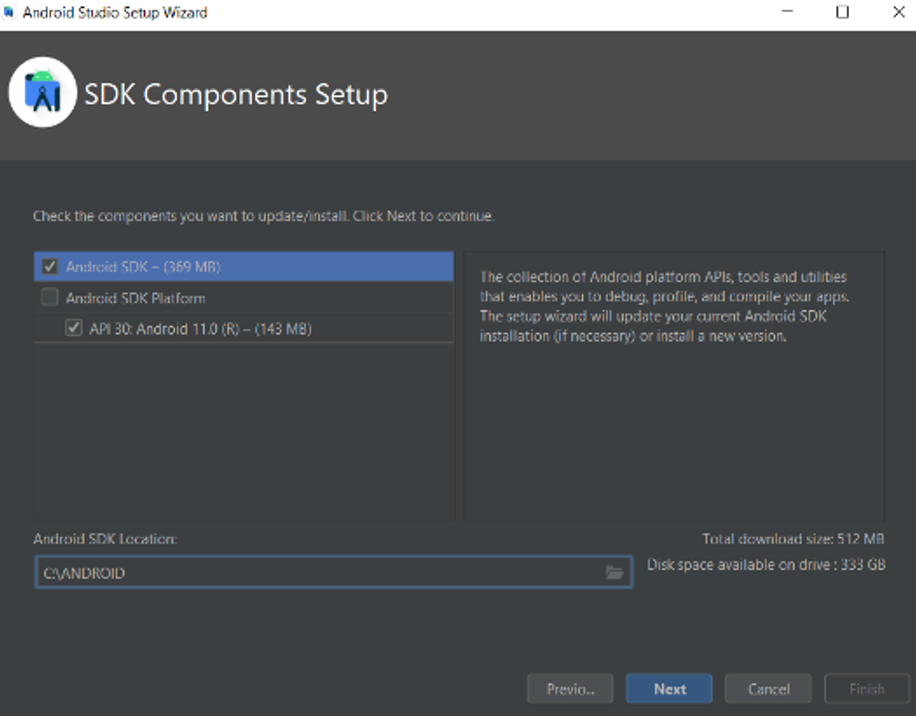 Android Studio Setup Wizard
SDK Components Setup
Check the components you want to update/install. Click Next to continue.
Android SDK – (369 MB)
Android SDK Platform
API 30: Android 11.0 (R) – (143 MB)
The collection of Android platform APIs, tools and utilities
that enables you to debug, profile, and compile your apps.
The setup wizard will update your current Android SDK
installation (if necessary) or install a new version.
Android SDK Location:
Total download size: 512 MB
C:\ANDROID
Disk space available on drive : 333 GB
Previo...
Next
Cancel
Finish